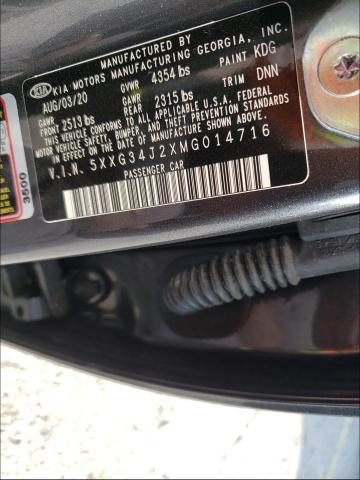 MANUFACTURED BY
KIA KIA MOTORS MANUFACTURING GEORGIA, INC.
AUG/03/20 GVWR 4354 lbs PAINT KDG
GAWR FRONT 2513 lbs GAWR REAR 2315 lbs TRIM DNN
THIS VEHICLE CONFORMS TO ALL APPLICABLE U.S.A. FEDERAL
MOTOR VEHICLE SAFETY, BUMPER, AND THEFT PREVENTION STANDARDS
IN EFFECT ON THE DATE OF MANUFACTURE SHOWN ABOVE.
V.I.N. 5XXG34J2XMG014716
PASSENGER CAR
3500